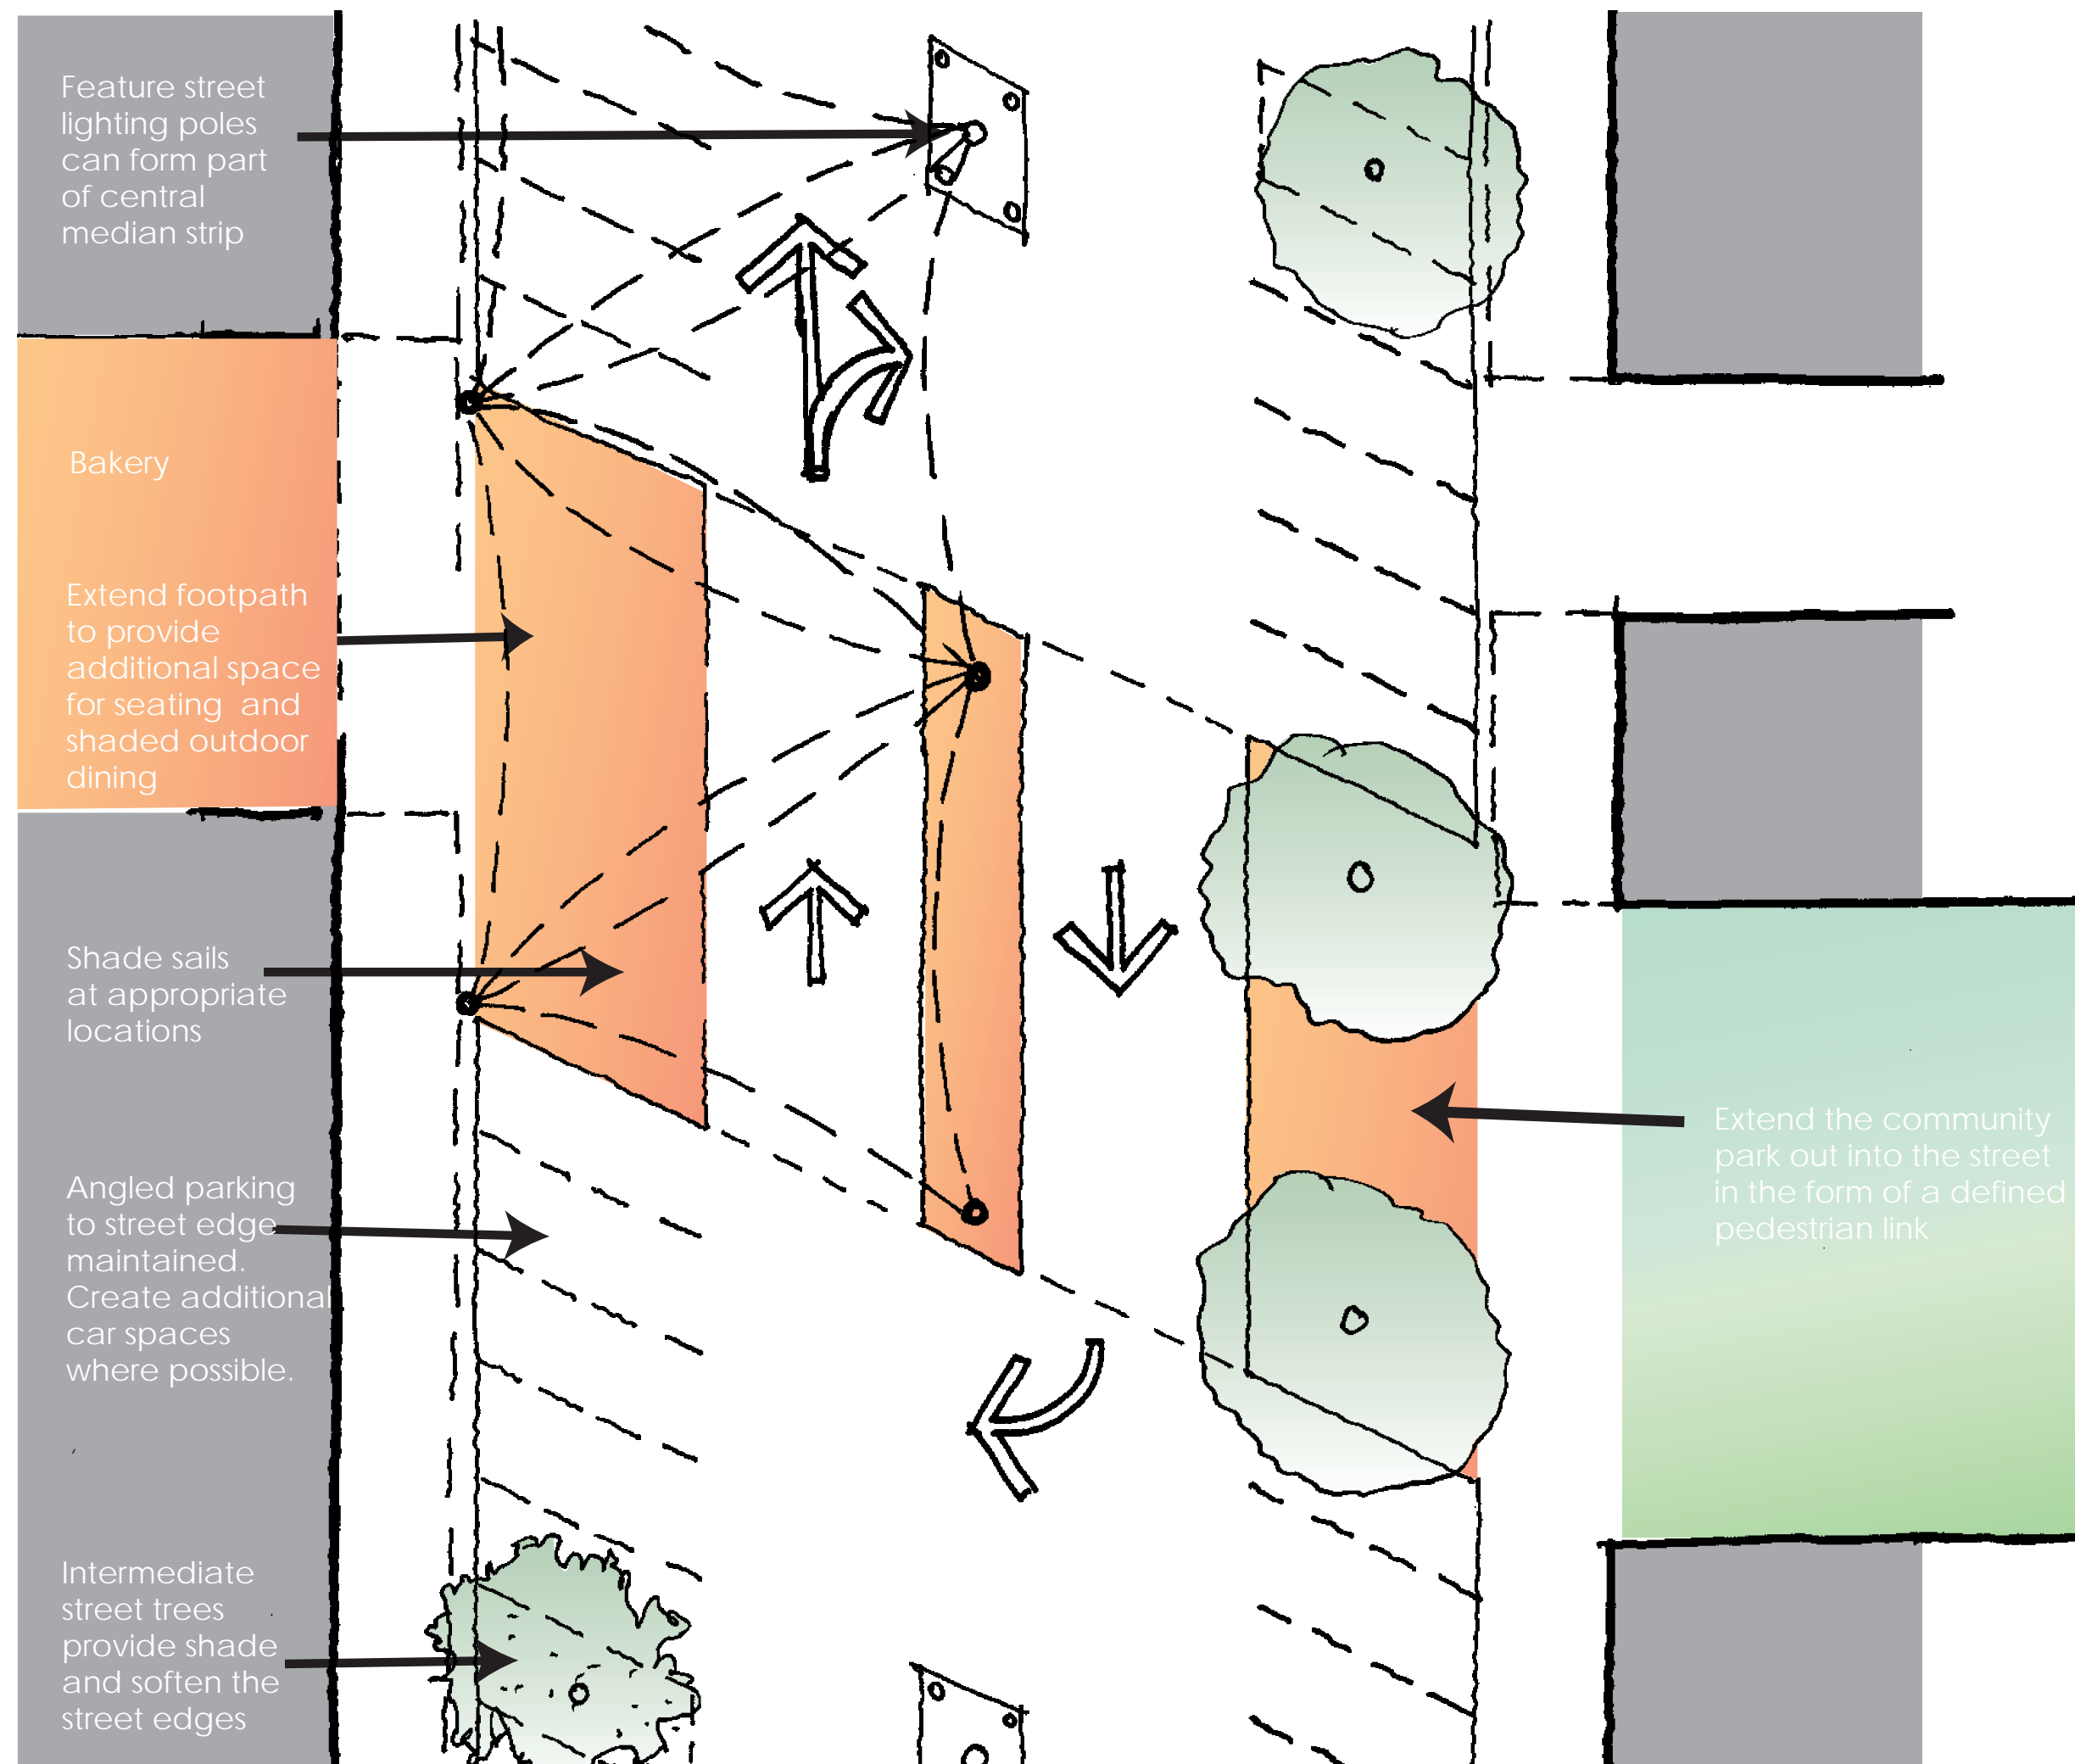 Feature street
lighting poles
can form part
of central
median strip
Bakery
Extend footpath
to provide
additional space
for seating  and
shaded outdoor
dining
Shade sails
at appropriate
locations
Angled parking
to street edge
maintained.
Create additional
car spaces
where possible.
Intermediate
street trees
provide shade
and soften the
street edges
Extend the community
park out into the street
in the form of a defined
pedestrian link